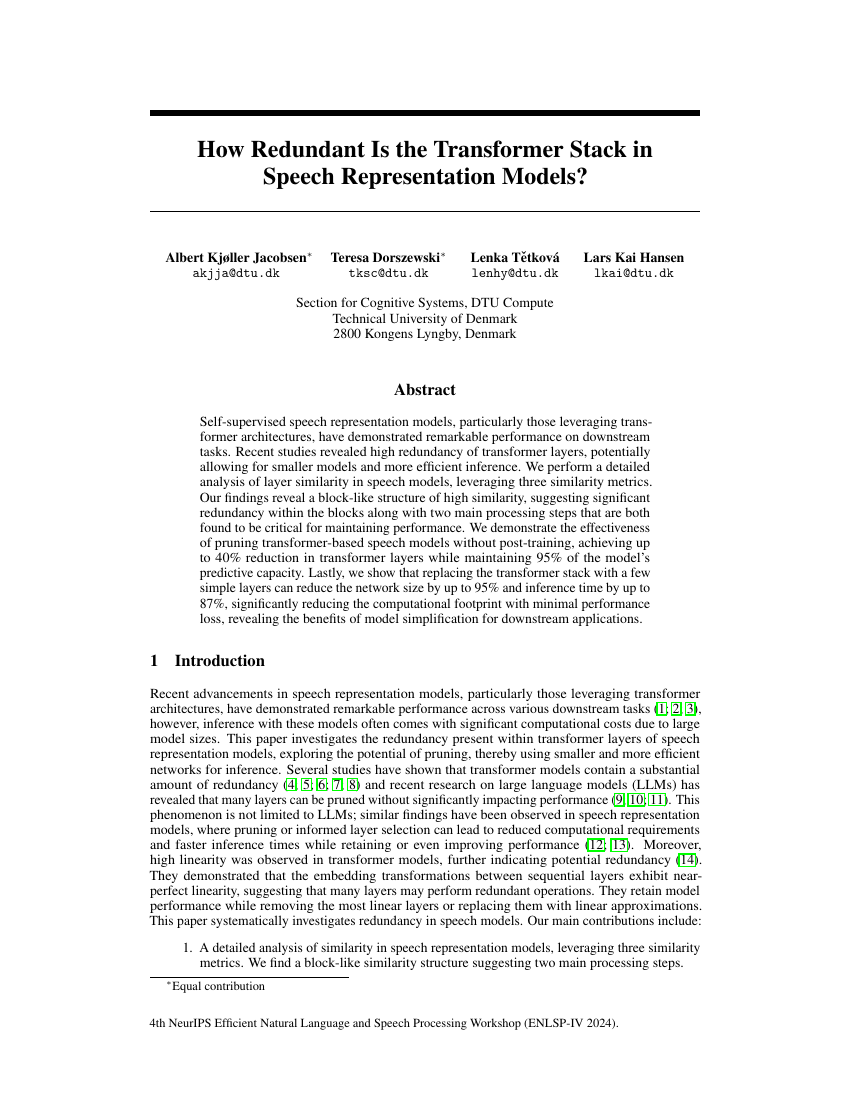 How Redundant Is the Transformer Stack in
Speech Representation Models?
Albert Kjøller Jacobsen* Teresa Dorszewski* Lenka Tětková Lars Kai Hansen
akjja@dtu.dk tksc@dtu.dk lenhy@dtu.dk lkai@dtu.dk
Section for Cognitive Systems, DTU Compute
Technical University of Denmark
2800 Kongens Lyngby, Denmark
Abstract
Self-supervised speech representation models, particularly those leveraging trans-
former architectures, have demonstrated remarkable performance on downstream
tasks. Recent studies revealed high redundancy of transformer layers, potentially
allowing for smaller models and more efficient inference. We perform a detailed
analysis of layer similarity in speech models, leveraging three similarity metrics.
Our findings reveal a block-like structure of high similarity, suggesting significant
redundancy within the blocks along with two main processing steps that are both
found to be critical for maintaining performance. We demonstrate the effectiveness
of pruning transformer-based speech models without post-training, achieving up
to 40% reduction in transformer layers while maintaining 95% of the model's
predictive capacity. Lastly, we show that replacing the transformer stack with a few
simple layers can reduce the network size by up to 95% and inference time by up to
87%, significantly reducing the computational footprint with minimal performance
loss, revealing the benefits of model simplification for downstream applications.
1 Introduction
Recent advancements in speech representation models, particularly those leveraging transformer
architectures, have demonstrated remarkable performance across various downstream tasks (1; 2; 3),
however, inference with these models often comes with significant computational costs due to large
model sizes. This paper investigates the redundancy present within transformer layers of speech
representation models, exploring the potential of pruning, thereby using smaller and more efficient
networks for inference. Several studies have shown that transformer models contain a substantial
amount of redundancy (4; 5; 6; 7; 8) and recent research on large language models (LLMs) has
revealed that many layers can be pruned without significantly impacting performance (9; 10; 11). This
phenomenon is not limited to LLMs; similar findings have been observed in speech representation
models, where pruning or informed layer selection can lead to reduced computational requirements
and faster inference times while retaining or even improving performance (12; 13). Moreover,
high linearity was observed in transformer models, further indicating potential redundancy (14).
They demonstrated that the embedding transformations between sequential layers exhibit near-
perfect linearity, suggesting that many layers may perform redundant operations. They retain model
performance while removing the most linear layers or replacing them with linear approximations.
This paper systematically investigates redundancy in speech models. Our main contributions include:
1. A detailed analysis of similarity in speech representation models, leveraging three similarity
metrics. We find a block-like similarity structure suggesting two main processing steps.
*Equal contribution
4th NeurIPS Efficient Natural Language and Speech Processing Workshop (ENLSP-IV 2024).